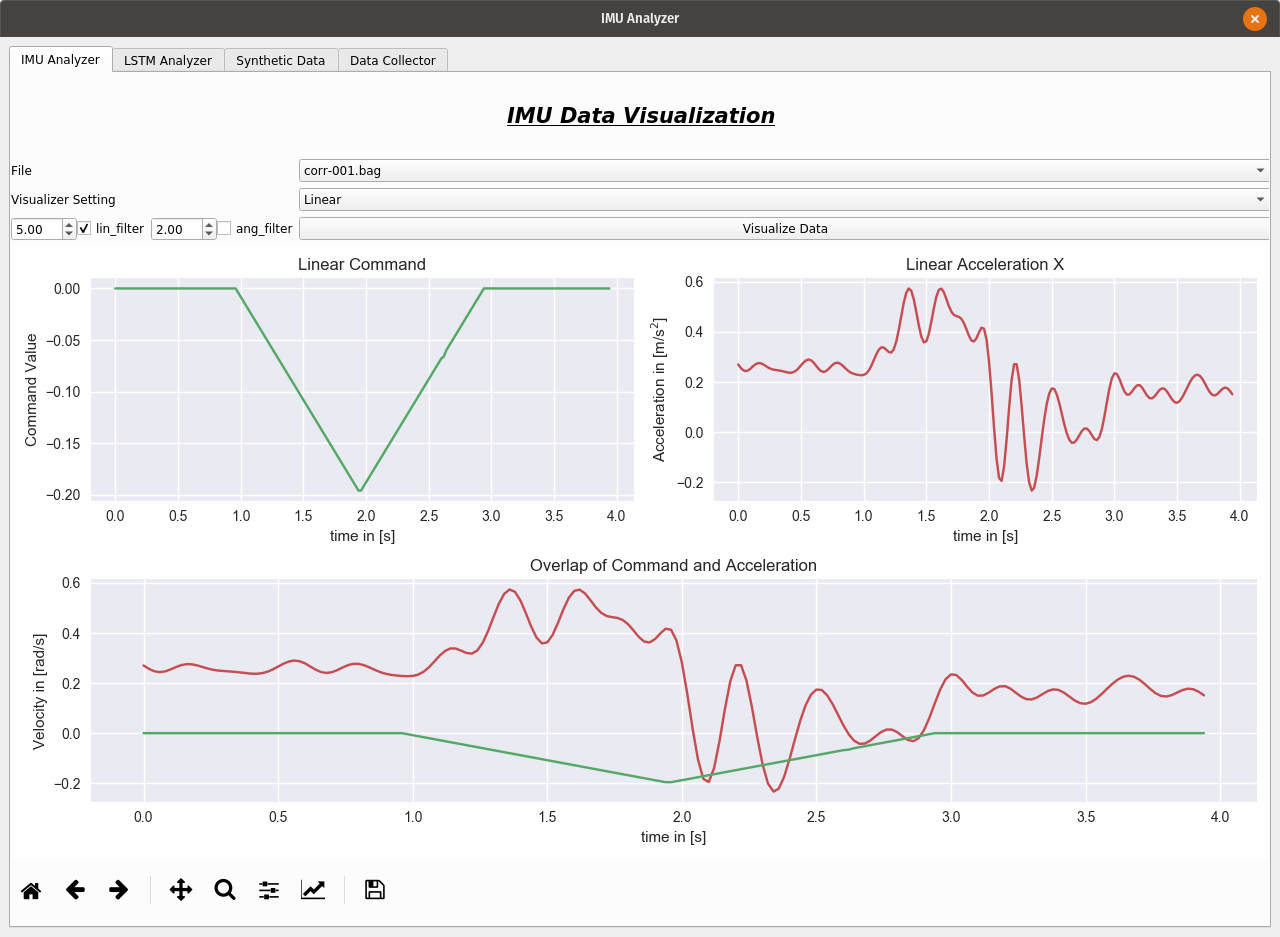 IMU Analyzer
IMU Analyzer LSTM Analyzer Synthetic Data Data Collector
IMU Data Visualization
File corr-001.bag
Visualizer Setting Linear
5.00 lin_filter 2.00 ang_filter Visualize Data
Linear Command
0.00
−0.05
−0.10
−0.15
−0.20
Command Value
0.0 0.5 1.0 1.5 2.0 2.5 3.0 3.5 4.0
time in [s]
Linear Acceleration X
0.6
0.4
0.2
0.0
−0.2
Acceleration in [m/s²]
0.0 0.5 1.0 1.5 2.0 2.5 3.0 3.5 4.0
time in [s]
Overlap of Command and Acceleration
0.6
0.4
0.2
0.0
−0.2
Velocity in [rad/s]
0.0 0.5 1.0 1.5 2.0 2.5 3.0 3.5 4.0
time in [s]